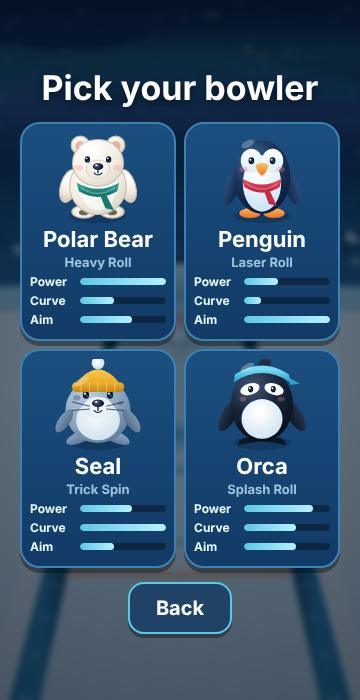 Pick your bowler
Polar Bear
Heavy Roll
Power
Curve
Aim
Penguin
Laser Roll
Power
Curve
Aim
Seal
Trick Spin
Power
Curve
Aim
Orca
Splash Roll
Power
Curve
Aim
Back